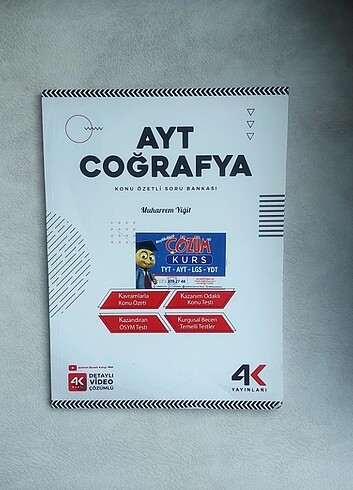 AYT
COĞRAFYA
KONU ÖZETLİ SORU BANKASI
Muharrem Yiğit
ÇÖZÜM
KURS
TYT - AYT - LGS - YDT
Kavramlarla
Konu Özeti
Kazanım Odaklı
Konu Testi
Kazandıran
ÖSYM Testi
Kurgusal Beceri
Temelli Testler
4K
DETAYLI
VİDEO
ÇÖZÜMLÜ
4K
YAYINLARI